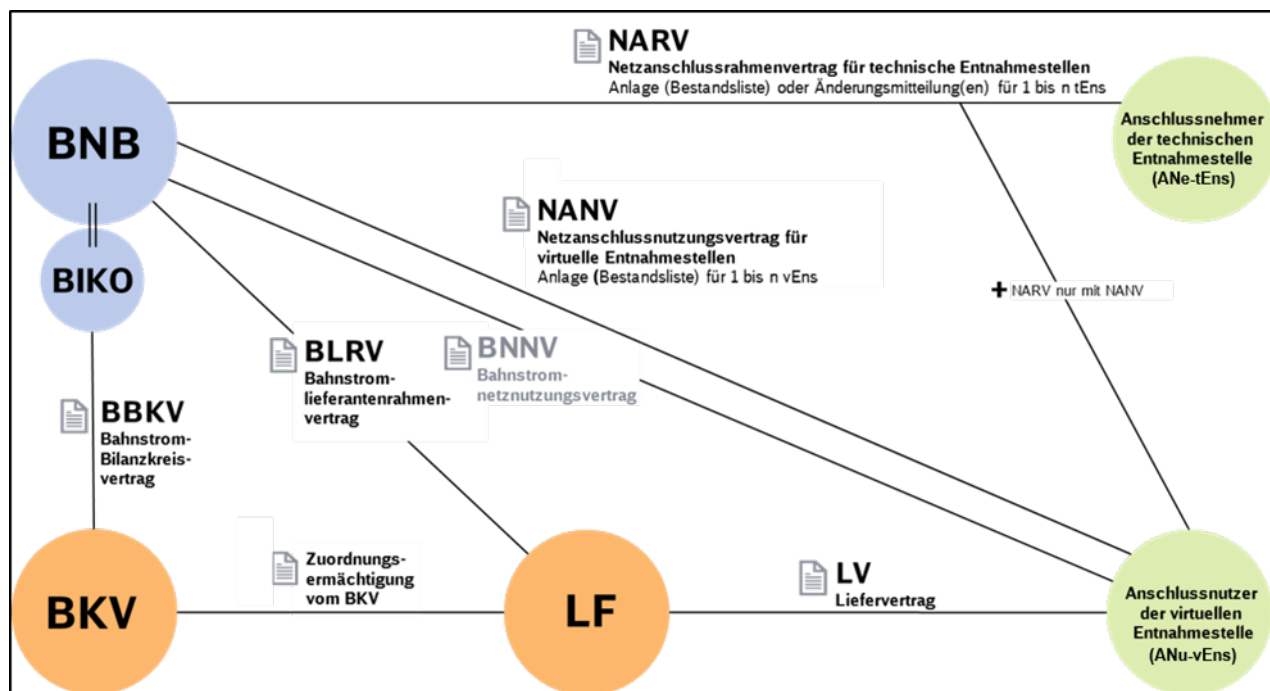 NARV
Netzanschlussrahmenvertrag für technische Entnahmestellen
Anlage (Bestandsliste) oder Änderungsmitteilung(en) für 1 bis n tEns
BNB
Anschlussnehmer
der technischen
Entnahmestelle
(ANe-tEns)
NANV
Netzanschlussnutzungsvertrag für
virtuelle Entnahmestellen
Anlage (Bestandsliste) für 1 bis n vEns
BIKO
NARV nur mit NANV
BLRV
Bahnstrom-
lieferantenrahmen-
vertrag
BNNV
Bahnstrom-
netznutzungsvertrag
BBKV
Bahnstrom-
Bilanzkreis-
vertrag
BKV
Zuordnungs-
ermächtigung
vom BKV
LF
LV
Liefervertrag
Anschlussnutzer
der virtuellen
Entnahmestelle
(ANu-vEns)